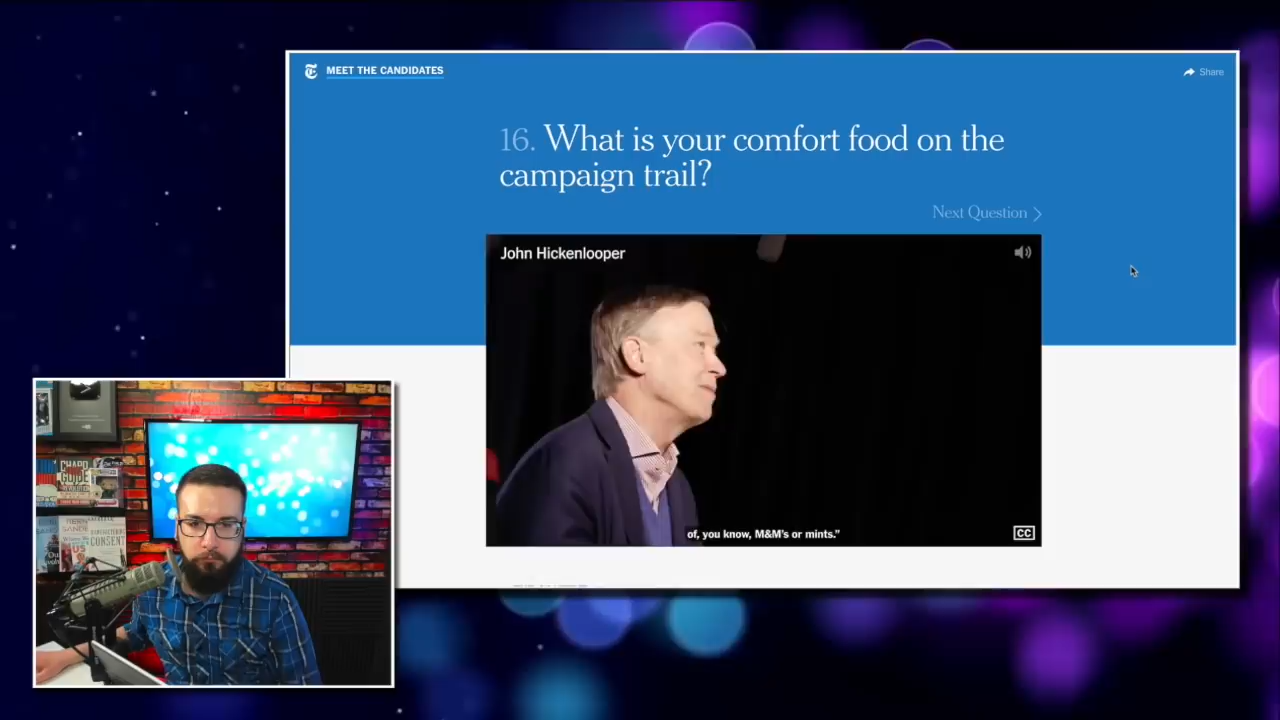 MEET THE CANDIDATES
Share
16. What is your comfort food on the
campaign trail?
Next Question
John Hickenlooper
of, you know, M&M's or mints."
CC
CONSENT